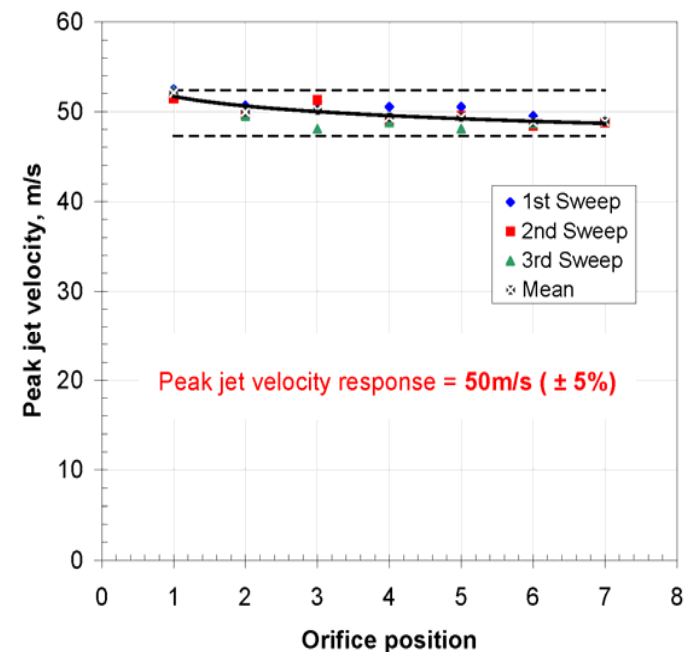 60
50
40
30
20
10
0
Peak jet velocity, m/s
1st Sweep
2nd Sweep
3rd Sweep
Mean
Peak jet velocity response = 50m/s ( ± 5%)
0 1 2 3 4 5 6 7 8
Orifice position